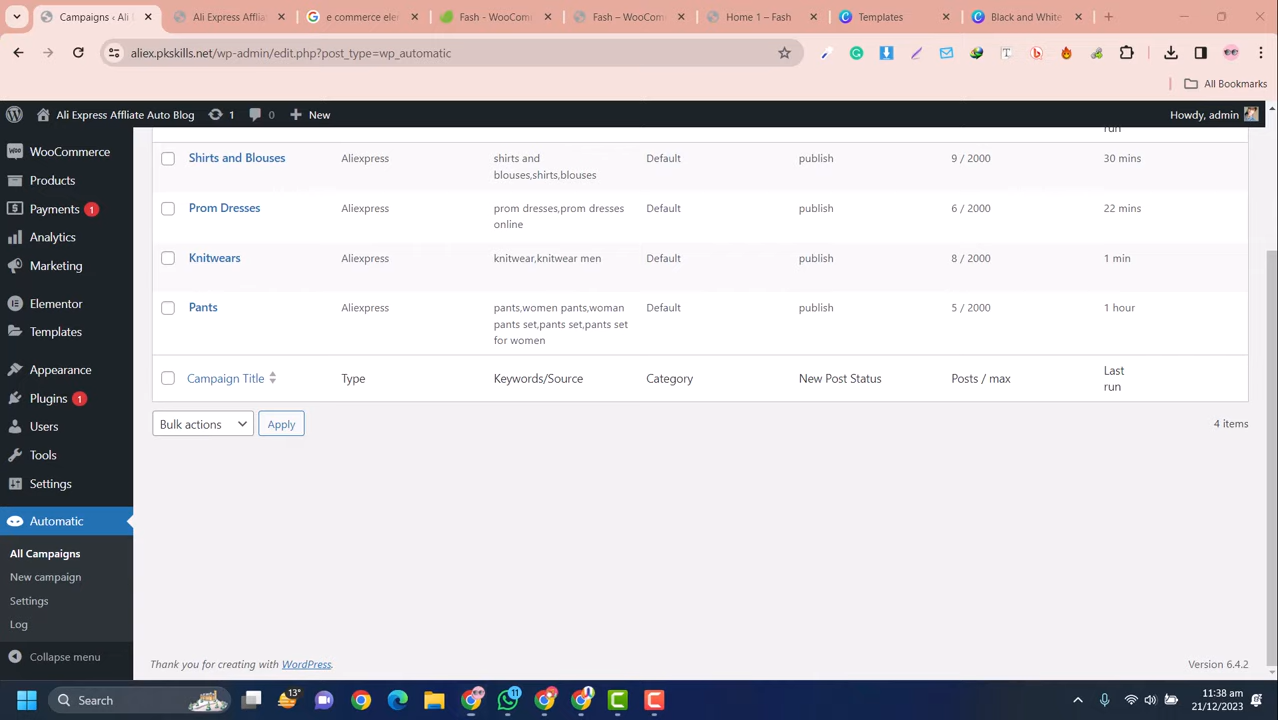 Campaigns ‹ Ali
Ali Express Affliat
e commerce ele
Fash - WooCom
Fash – WooCom
Home 1 – Fash
Templates
Black and White
aliex.pkskills.net/wp-admin/edit.php?post_type=wp_automatic
All Bookmarks
Ali Express Affliate Auto Blog
1
0
New
Howdy, admin
WooCommerce
Products
Payments 1
Analytics
Marketing
Elementor
Templates
Appearance
Plugins 1
Users
Tools
Settings
Automatic
All Campaigns
New campaign
Settings
Log
Collapse menu
run
Shirts and Blouses Aliexpress shirts and Default publish 9 / 2000 30 mins
blouses,shirts,blouses
Prom Dresses Aliexpress prom dresses,prom dresses Default publish 6 / 2000 22 mins
online
Knitwears Aliexpress knitwear,knitwear men Default publish 8 / 2000 1 min
Pants Aliexpress pants,women pants,woman Default publish 5 / 2000 1 hour
pants set,pants set,pants set
for women
Campaign Title Type Keywords/Source Category New Post Status Posts / max Last
run
Bulk actions Apply 4 items
Thank you for creating with WordPress. Version 6.4.2
Search
13°
11
11:38 am
21/12/2023